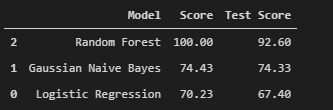 Model Score Test Score
2 Random Forest 100.00 92.60
1 Gaussian Naive Bayes 74.43 74.33
0 Logistic Regression 70.23 67.40